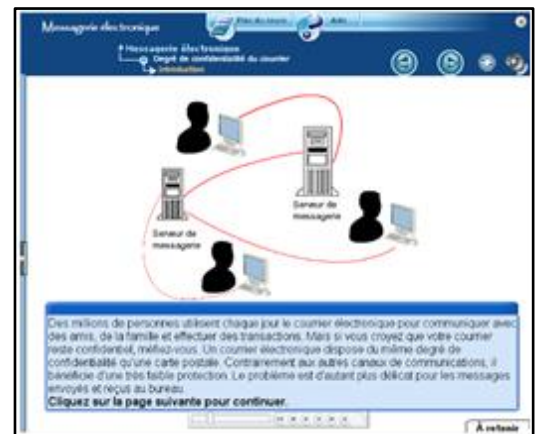 Messagerie électronique
Plan du cours
Aide
Messagerie électronique
Degré de confidentialité du courrier
Introduction
Serveur de
messagerie
Serveur de
messagerie
Des millions de personnes utilisent chaque jour le courrier électronique pour communiquer avec
des amis, de la famille et effectuer des transactions. Mais si vous croyez que votre courrier
reste confidentiel, méfiez-vous. Un courrier électronique dispose du même degré de
confidentialité qu'une carte postale. Contrairement aux autres canaux de communications, il
bénéficie d'une très faible protection. Le problème est d'autant plus délicat pour les messages
envoyés et reçus au bureau.
Cliquez sur la page suivante pour continuer.
À retenir